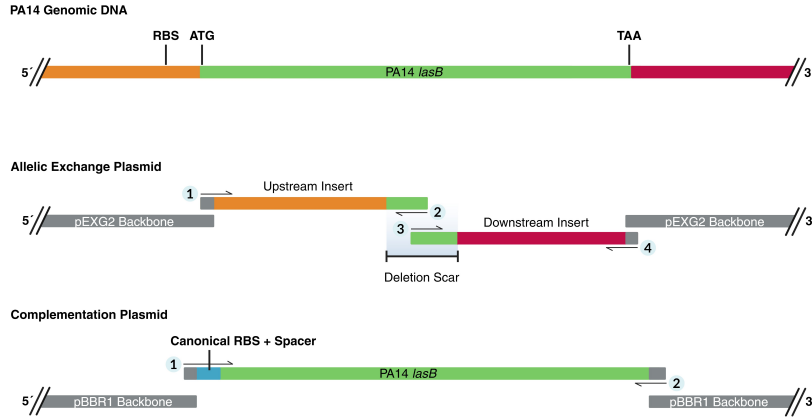 PA14 Genomic DNA
RBS ATG TAA
5´ PA14 lasB 3
Allelic Exchange Plasmid
1 Upstream Insert
2
5´ pEXG2 Backbone 3 Downstream Insert pEXG2 Backbone 3
4
Deletion Scar
Complementation Plasmid
Canonical RBS + Spacer
1
PA14 lasB
2
5´ pBBR1 Backbone pBBR1 Backbone 3